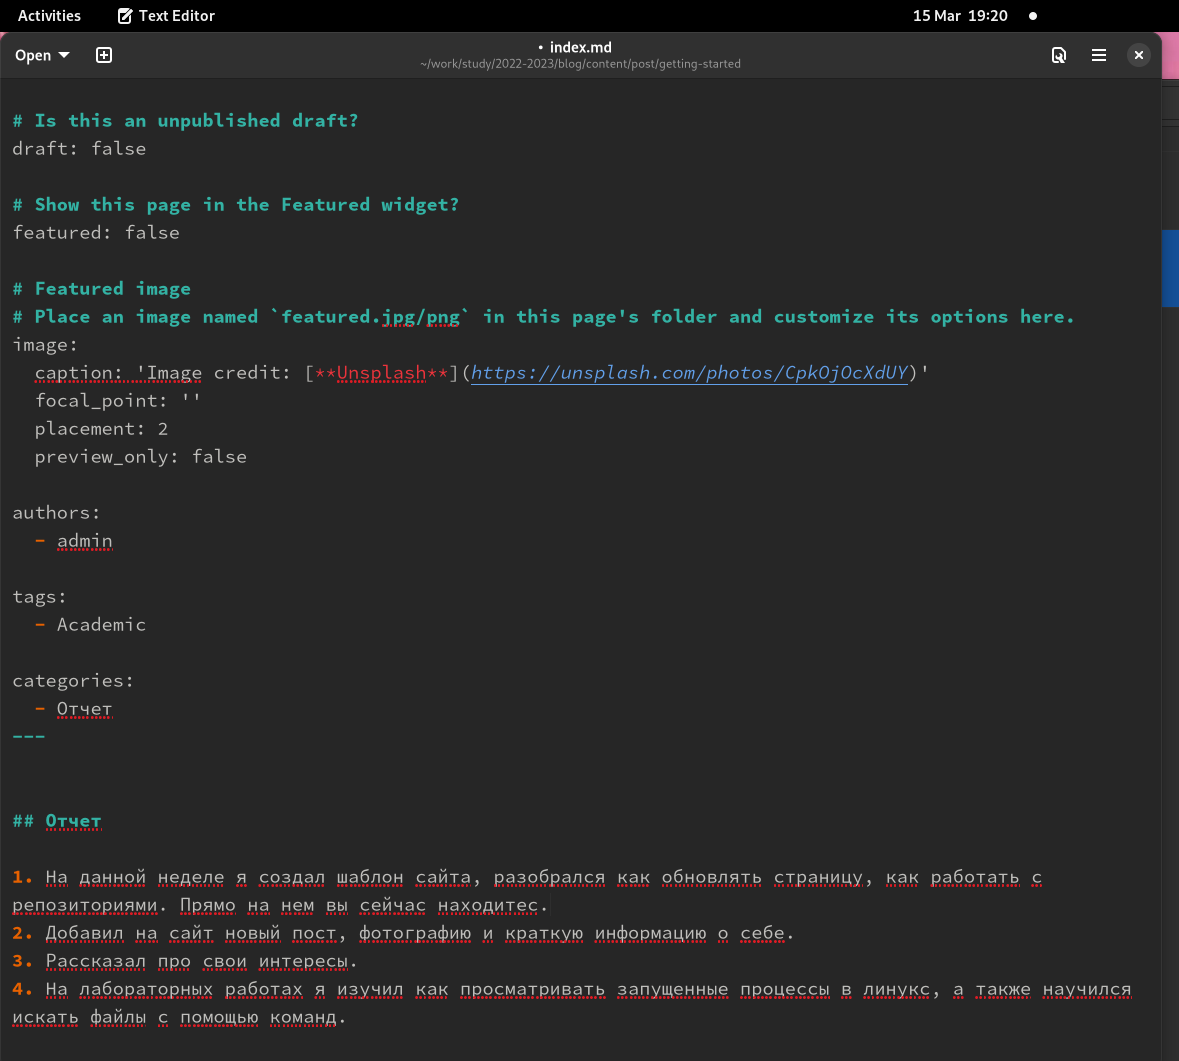 Activities Text Editor 15 Mar 19:20
Open • index.md
~/work/study/2022-2023/blog/content/post/getting-started
# Is this an unpublished draft?
draft: false
# Show this page in the Featured widget?
featured: false
# Featured image
# Place an image named `featured.jpg/png` in this page's folder and customize its options here.
image:
caption: 'Image credit: [**Unsplash**](https://unsplash.com/photos/CpkOjOcXdUY)'
focal_point: ''
placement: 2
preview_only: false
authors:
- admin
tags:
- Academic
categories:
- Отчет
---
## Отчет
1. На данной неделе я создал шаблон сайта, разобрался как обновлять страницу, как работать с
репозиториями. Прямо на нем вы сейчас находитес.
2. Добавил на сайт новый пост, фотографию и краткую информацию о себе.
3. Рассказал про свои интересы.
4. На лабораторных работах я изучил как просматривать запущенные процессы в линукс, а также научился
искать файлы с помощью команд.